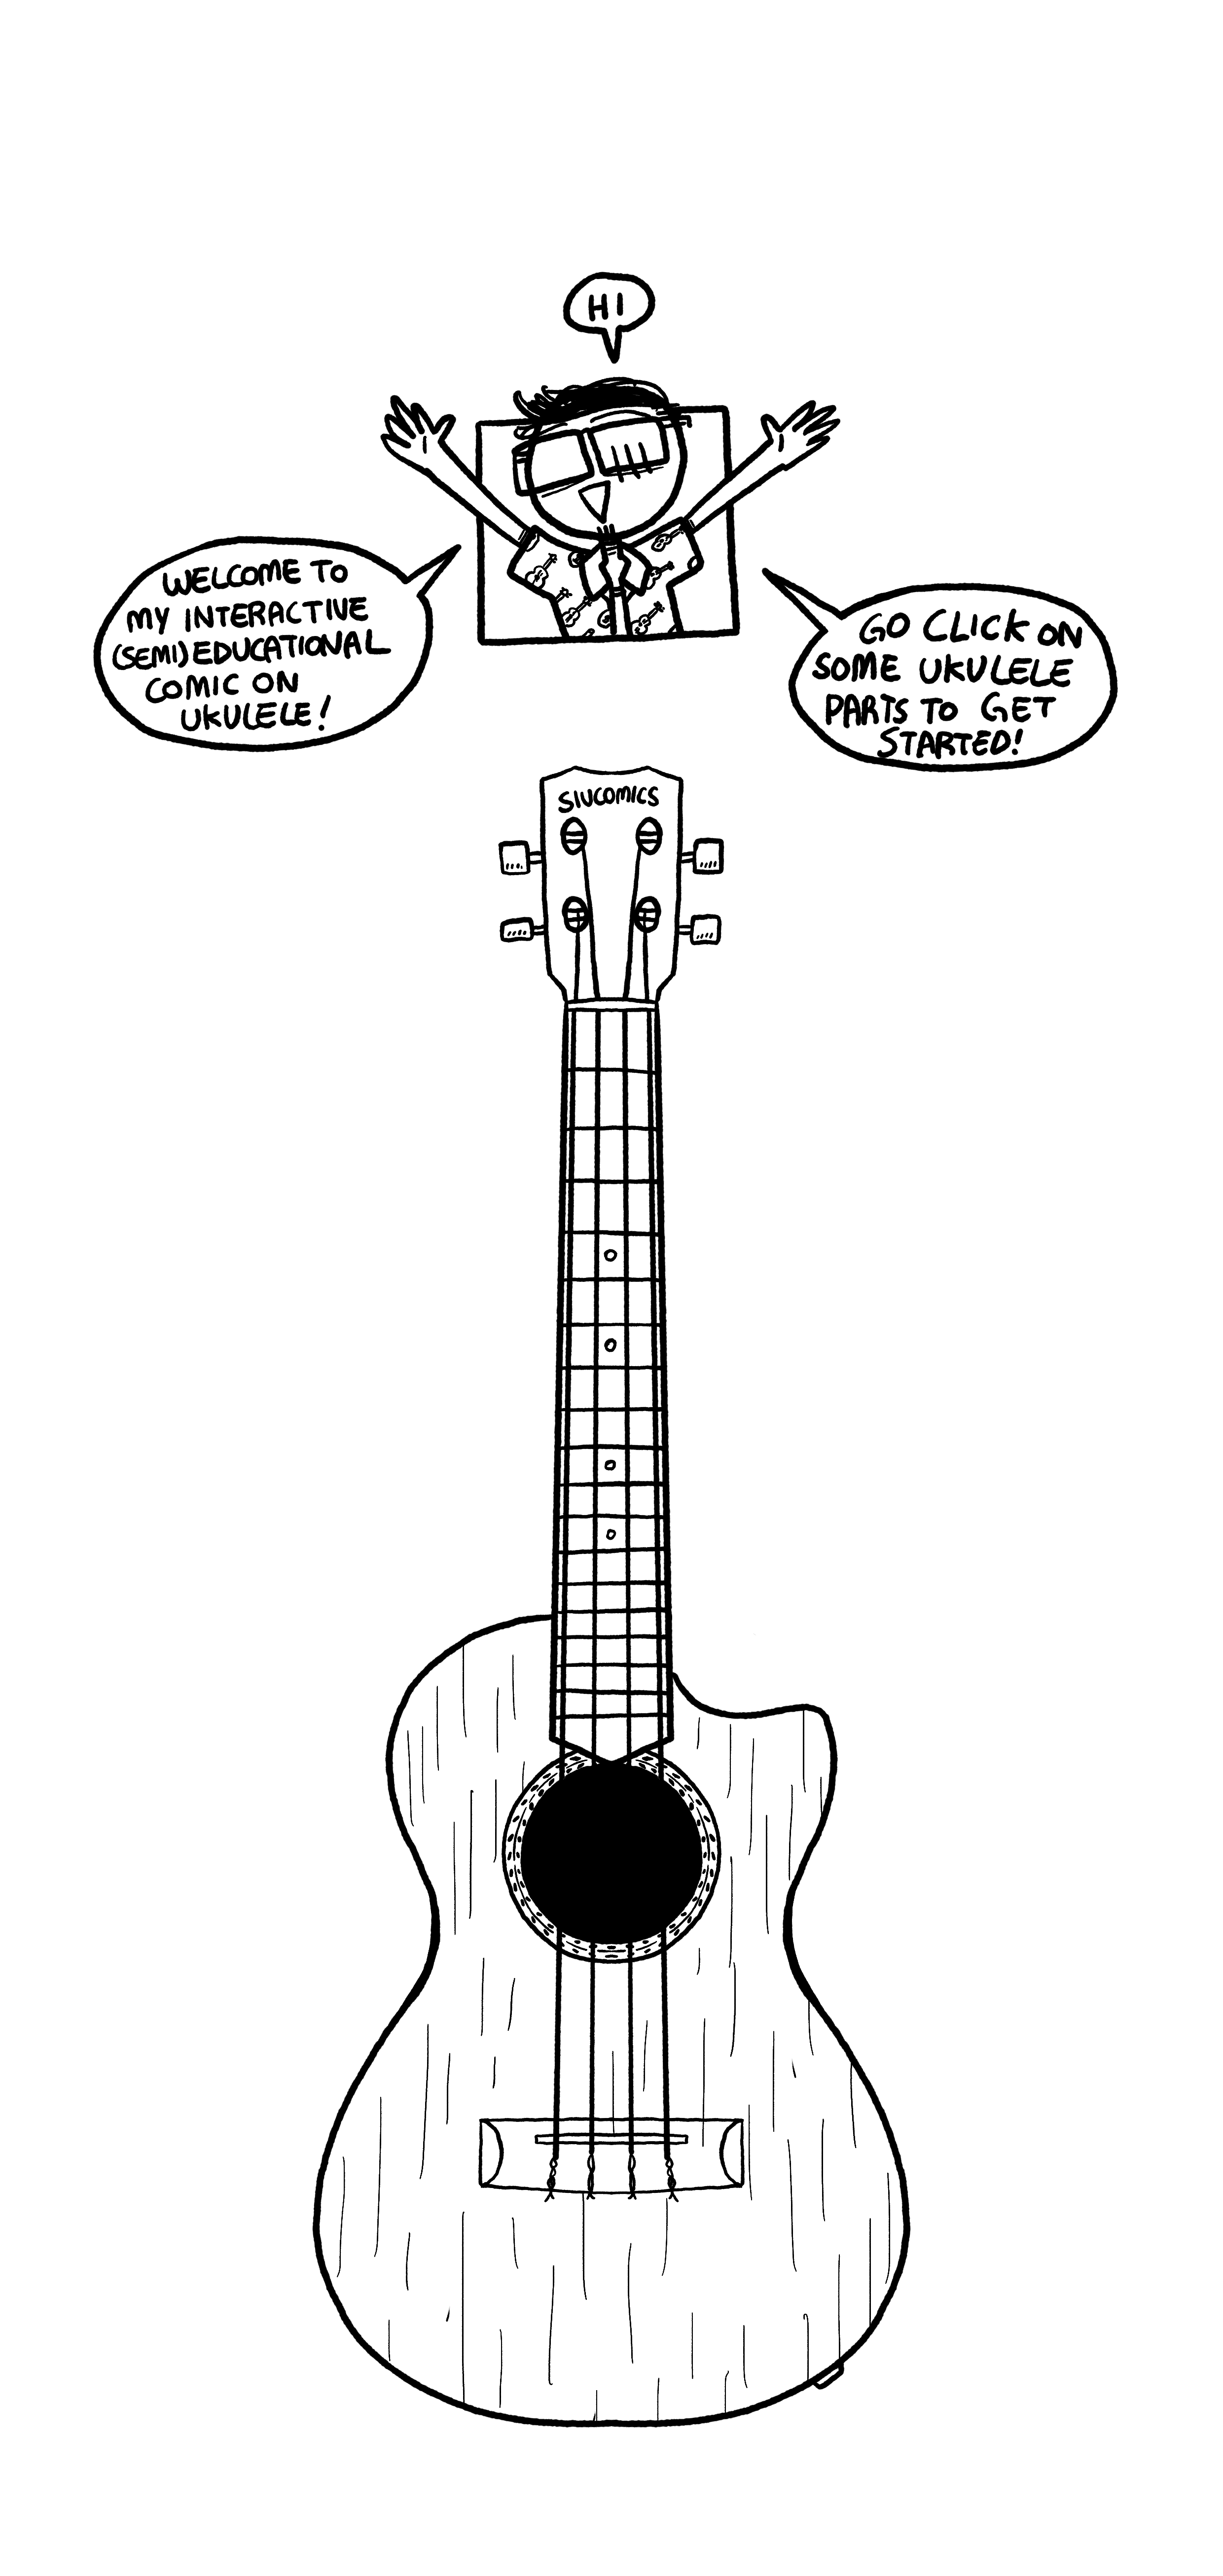 HI
WELCOME TO
MY INTERACTIVE
(SEMI)EDUCATIONAL
COMIC ON
UKULELE!
GO CLICK ON
SOME UKULELE
PARTS TO GET
STARTED!
SIUCOMICS